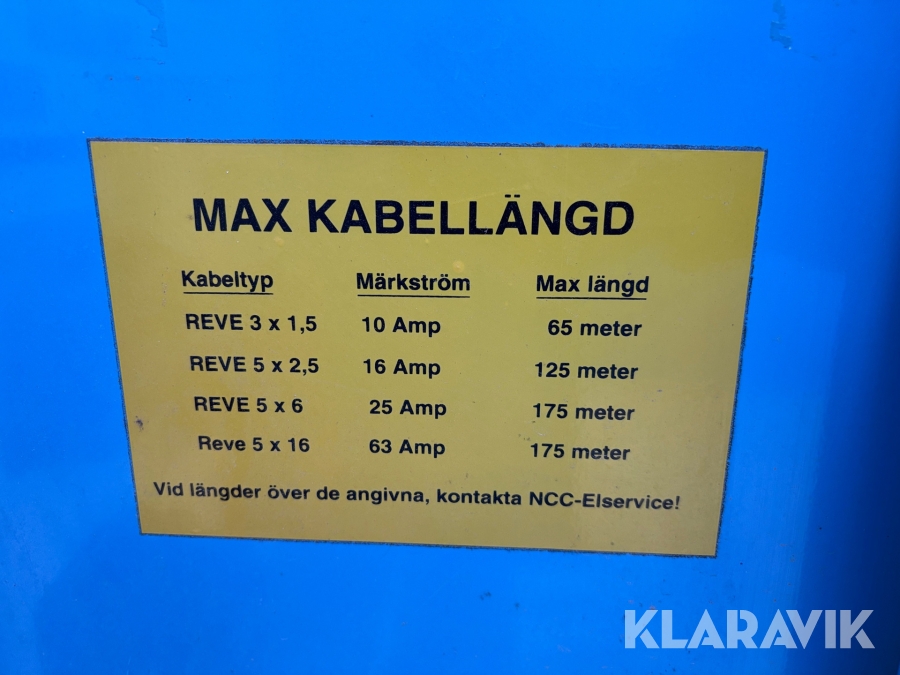 MAX KABELLÄNGD
Kabeltyp Märkström Max längd
REVE 3 x 1,5 10 Amp 65 meter
REVE 5 x 2,5 16 Amp 125 meter
REVE 5 x 6 25 Amp 175 meter
Reve 5 x 16 63 Amp 175 meter
Vid längder över de angivna, kontakta NCC-Elservice!
KLARAVIK